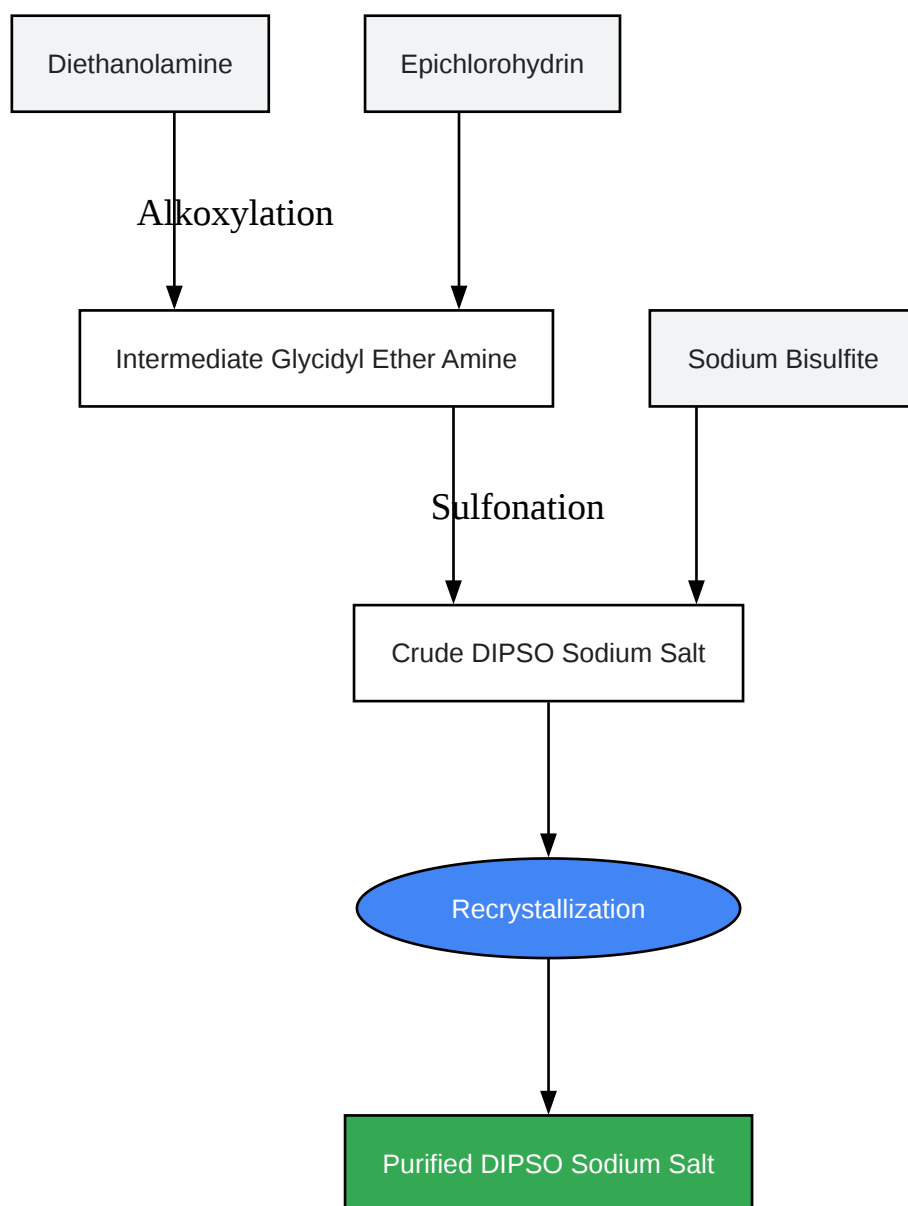 Diethanolamine
Epichlorohydrin
Alkoxylation
Intermediate Glycidyl Ether Amine
Sodium Bisulfite
Sulfonation
Crude DIPSO Sodium Salt
Recrystallization
Purified DIPSO Sodium Salt